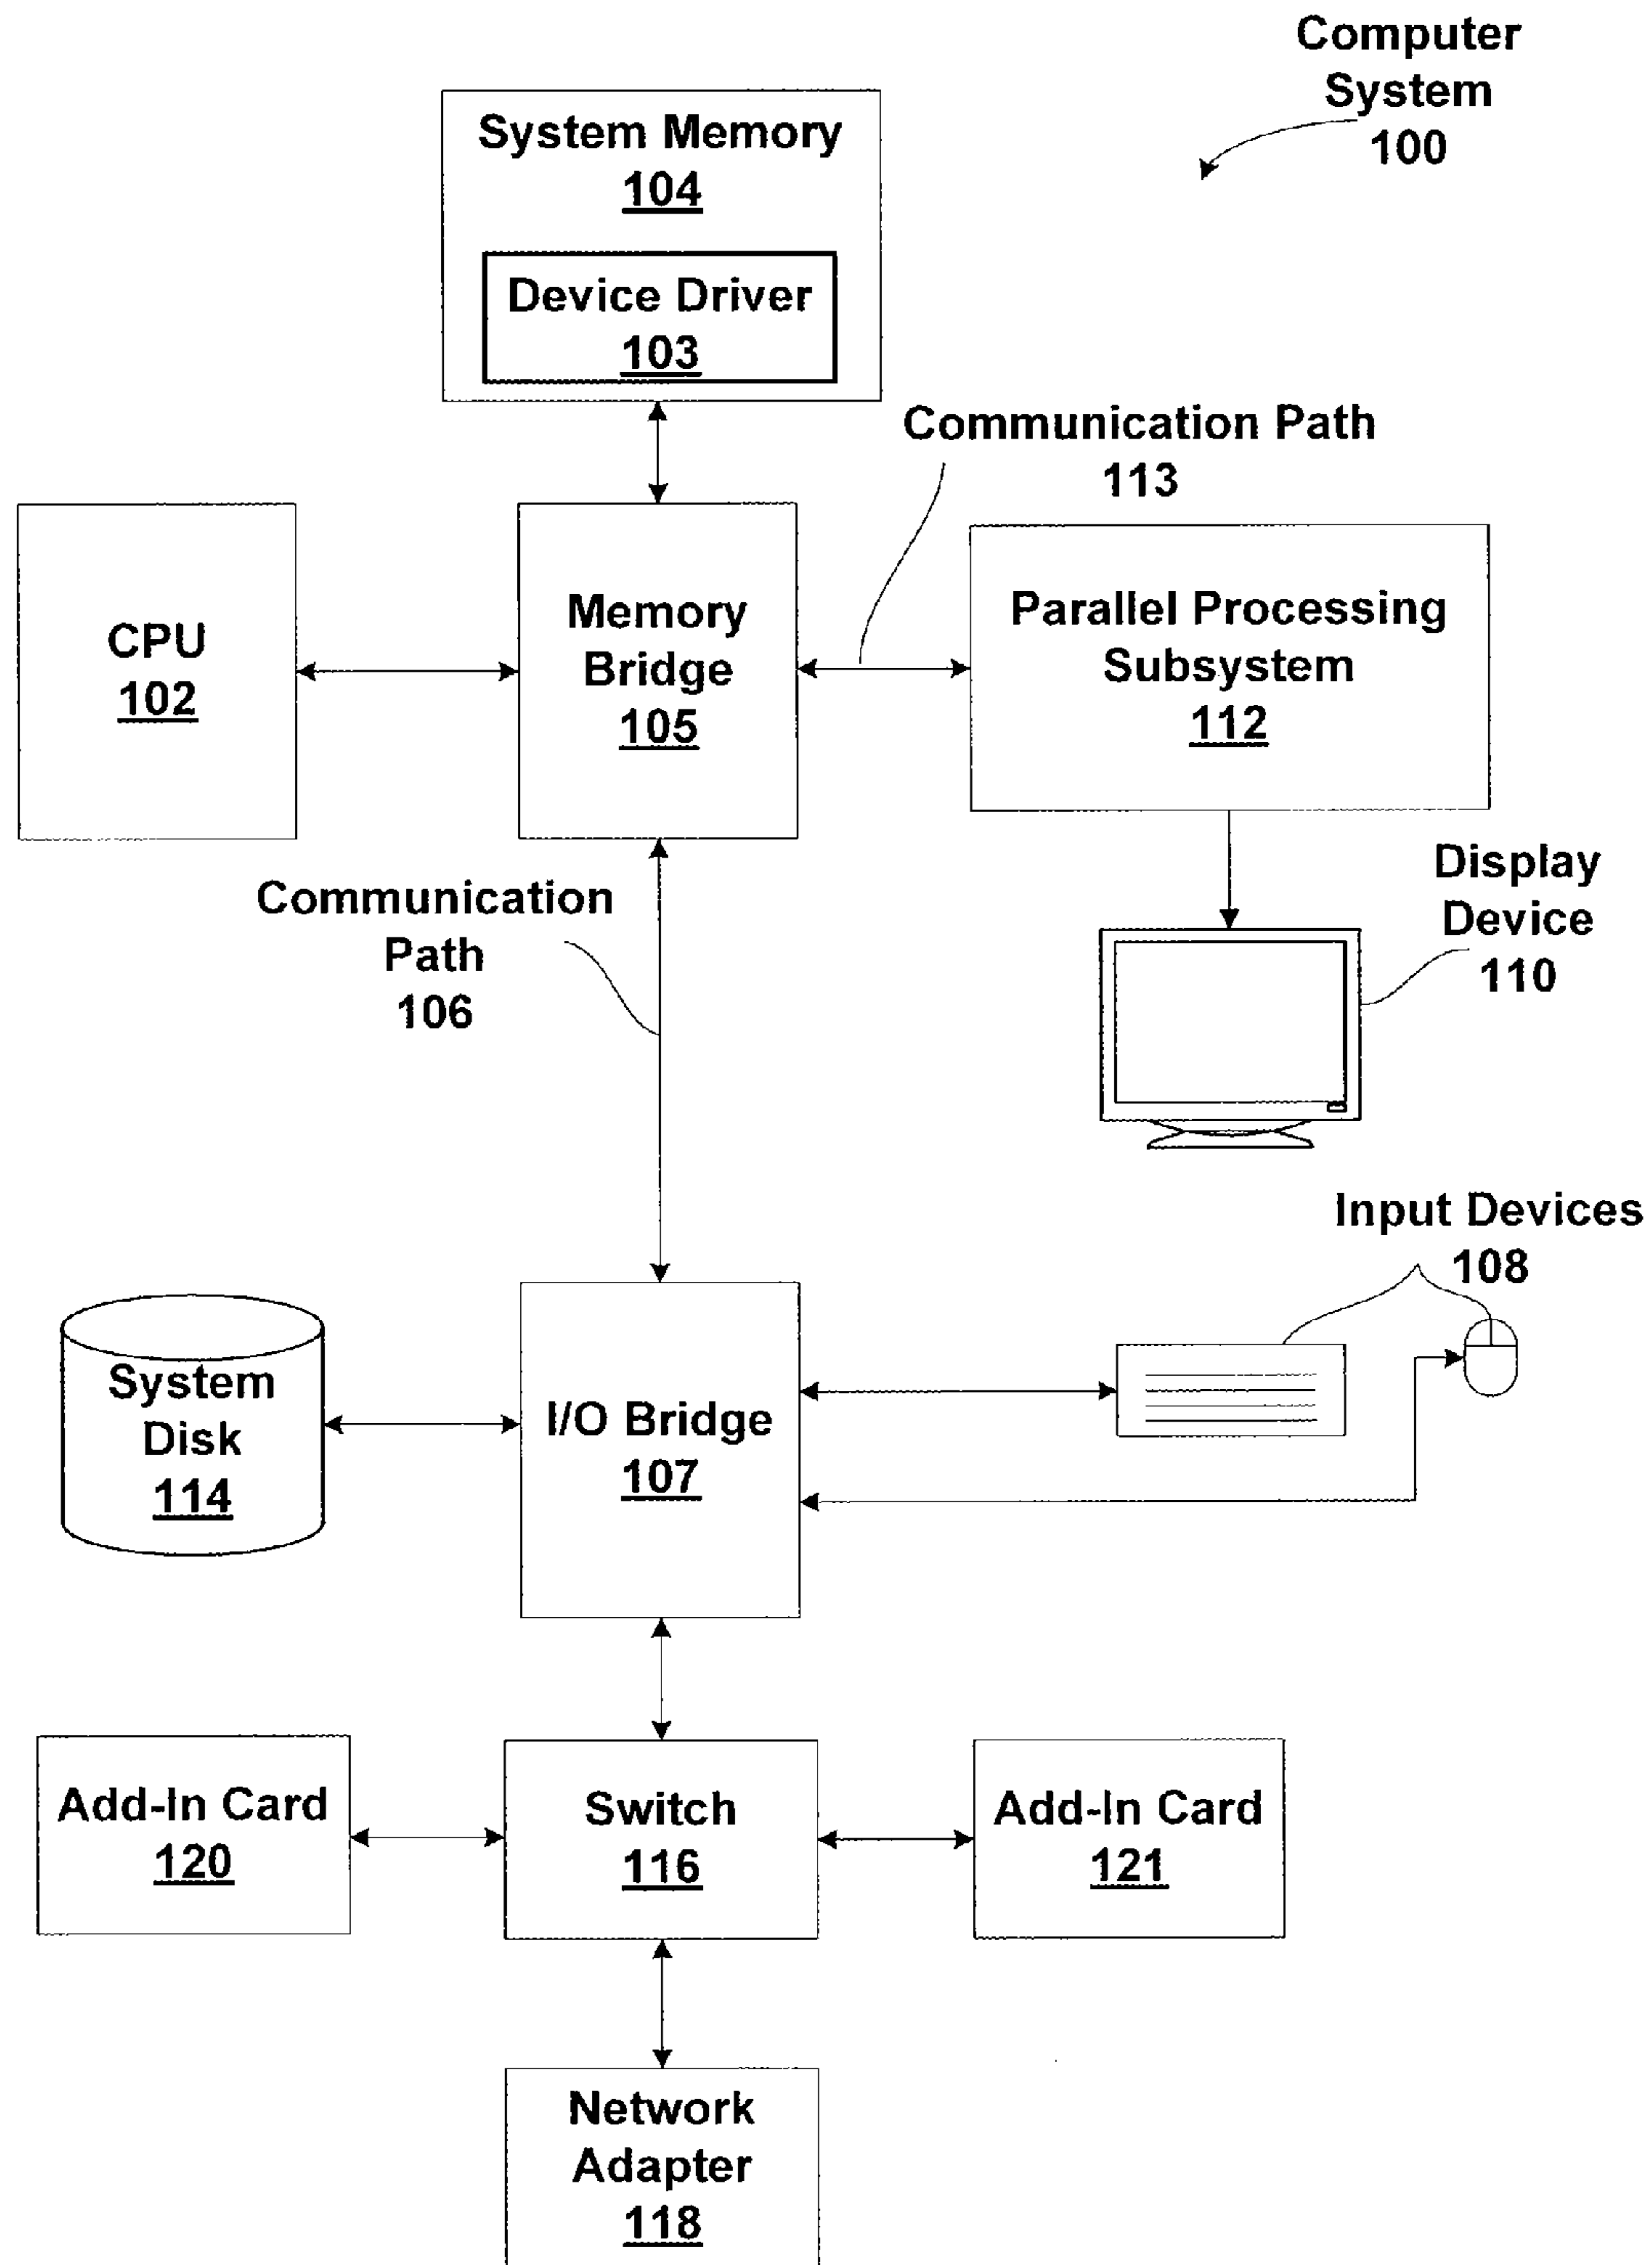 Computer
System
100
System Memory
104
Device Driver
103
Communication Path
113
CPU
102
Memory
Bridge
105
Parallel Processing
Subsystem
112
Communication
Path
106
Display
Device
110
Input Devices
108
System
Disk
114
I/O Bridge
107
Add-In Card
120
Switch
116
Add-In Card
121
Network
Adapter
118